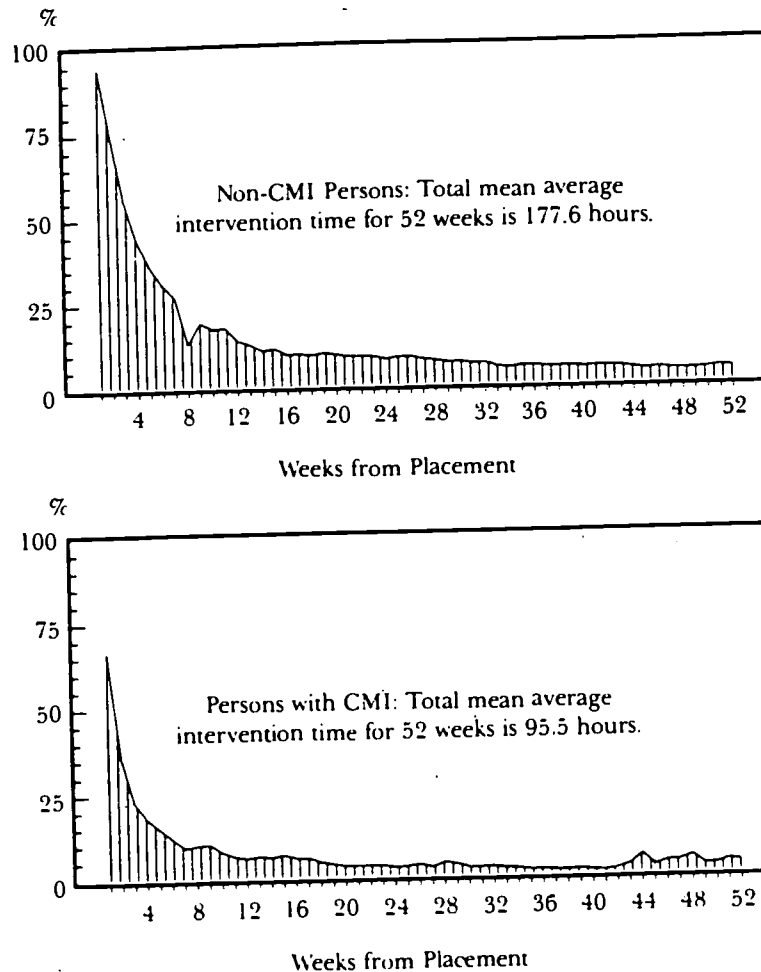 %
100
75
50
25
0
Non-CMI Persons: Total mean average
intervention time for 52 weeks is 177.6 hours.
4 8 12 16 20 24 28 32 36 40 44 48 52
Weeks from Placement
%
100
75
50
25
0
Persons with CMI: Total mean average
intervention time for 52 weeks is 95.5 hours.
4 8 12 16 20 24 28 32 36 40 44 48 52
Weeks from Placement